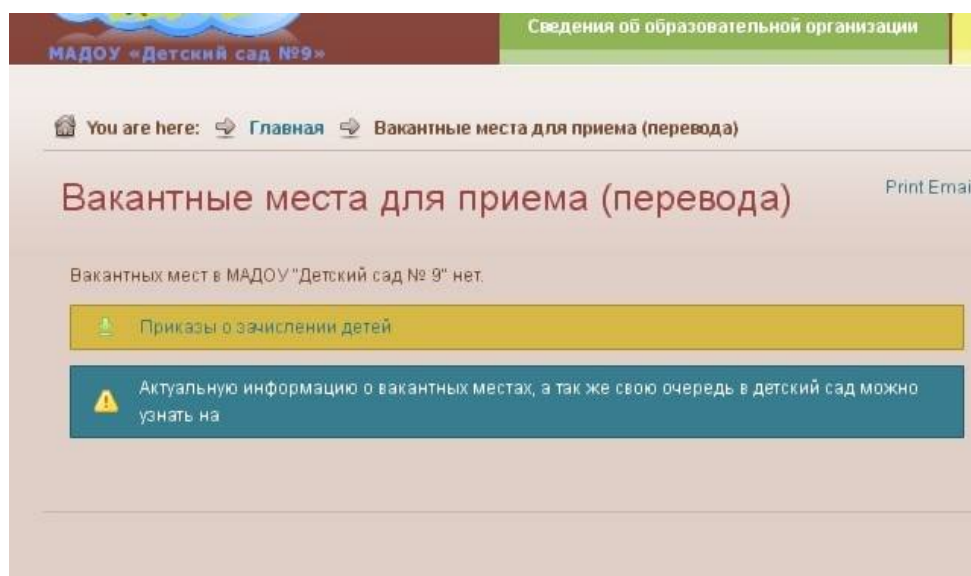 Сведения об образовательной организации
МАДОУ «Детский сад №9»
You are here: Главная Вакантные места для приема (перевода)
Вакантные места для приема (перевода)
Print Emai
Вакантных мест в МАДОУ "Детский сад № 9" нет.
Приказы о зачислении детей
Актуальную информацию о вакантных местах, а так же свою очередь в детский сад можно
узнать на